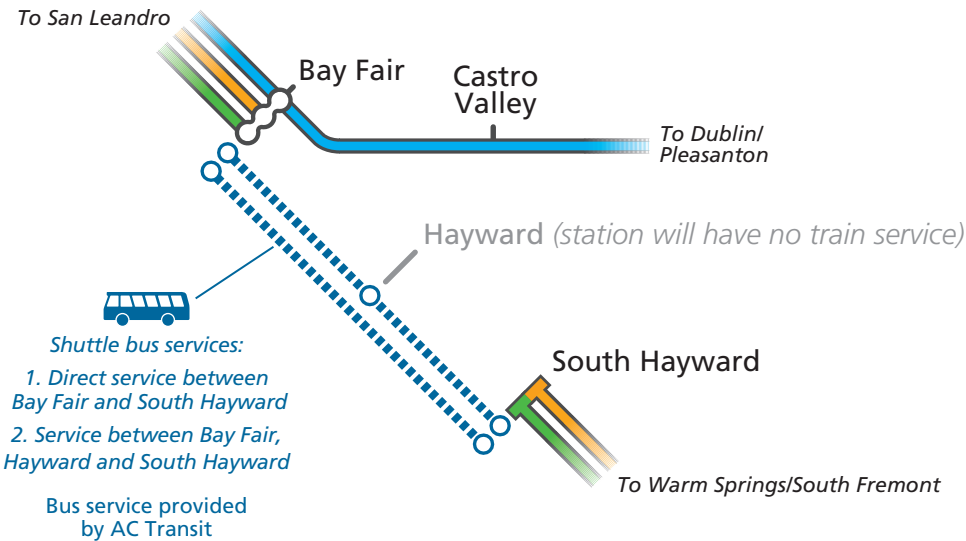 To San Leandro
Bay Fair
Castro
Valley
To Dublin/
Pleasanton
Hayward (station will have no train service)
Shuttle bus services:
1. Direct service between
Bay Fair and South Hayward
2. Service between Bay Fair,
Hayward and South Hayward
Bus service provided
by AC Transit
South Hayward
To Warm Springs/South Fremont